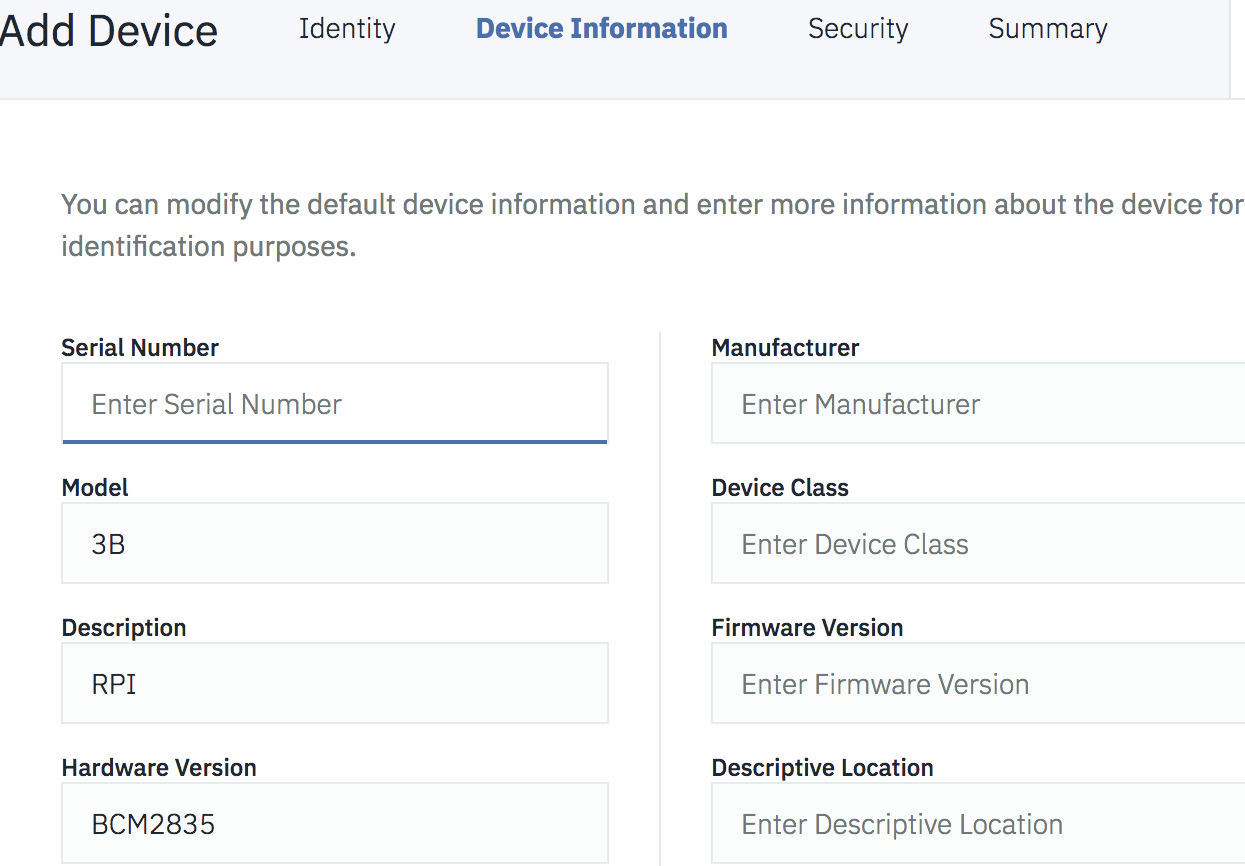 Add Device Identity Device Information Security Summary
You can modify the default device information and enter more information about the device for
identification purposes.
Serial Number
Enter Serial Number
Model
3B
Description
RPI
Hardware Version
BCM2835
Manufacturer
Enter Manufacturer
Device Class
Enter Device Class
Firmware Version
Enter Firmware Version
Descriptive Location
Enter Descriptive Location